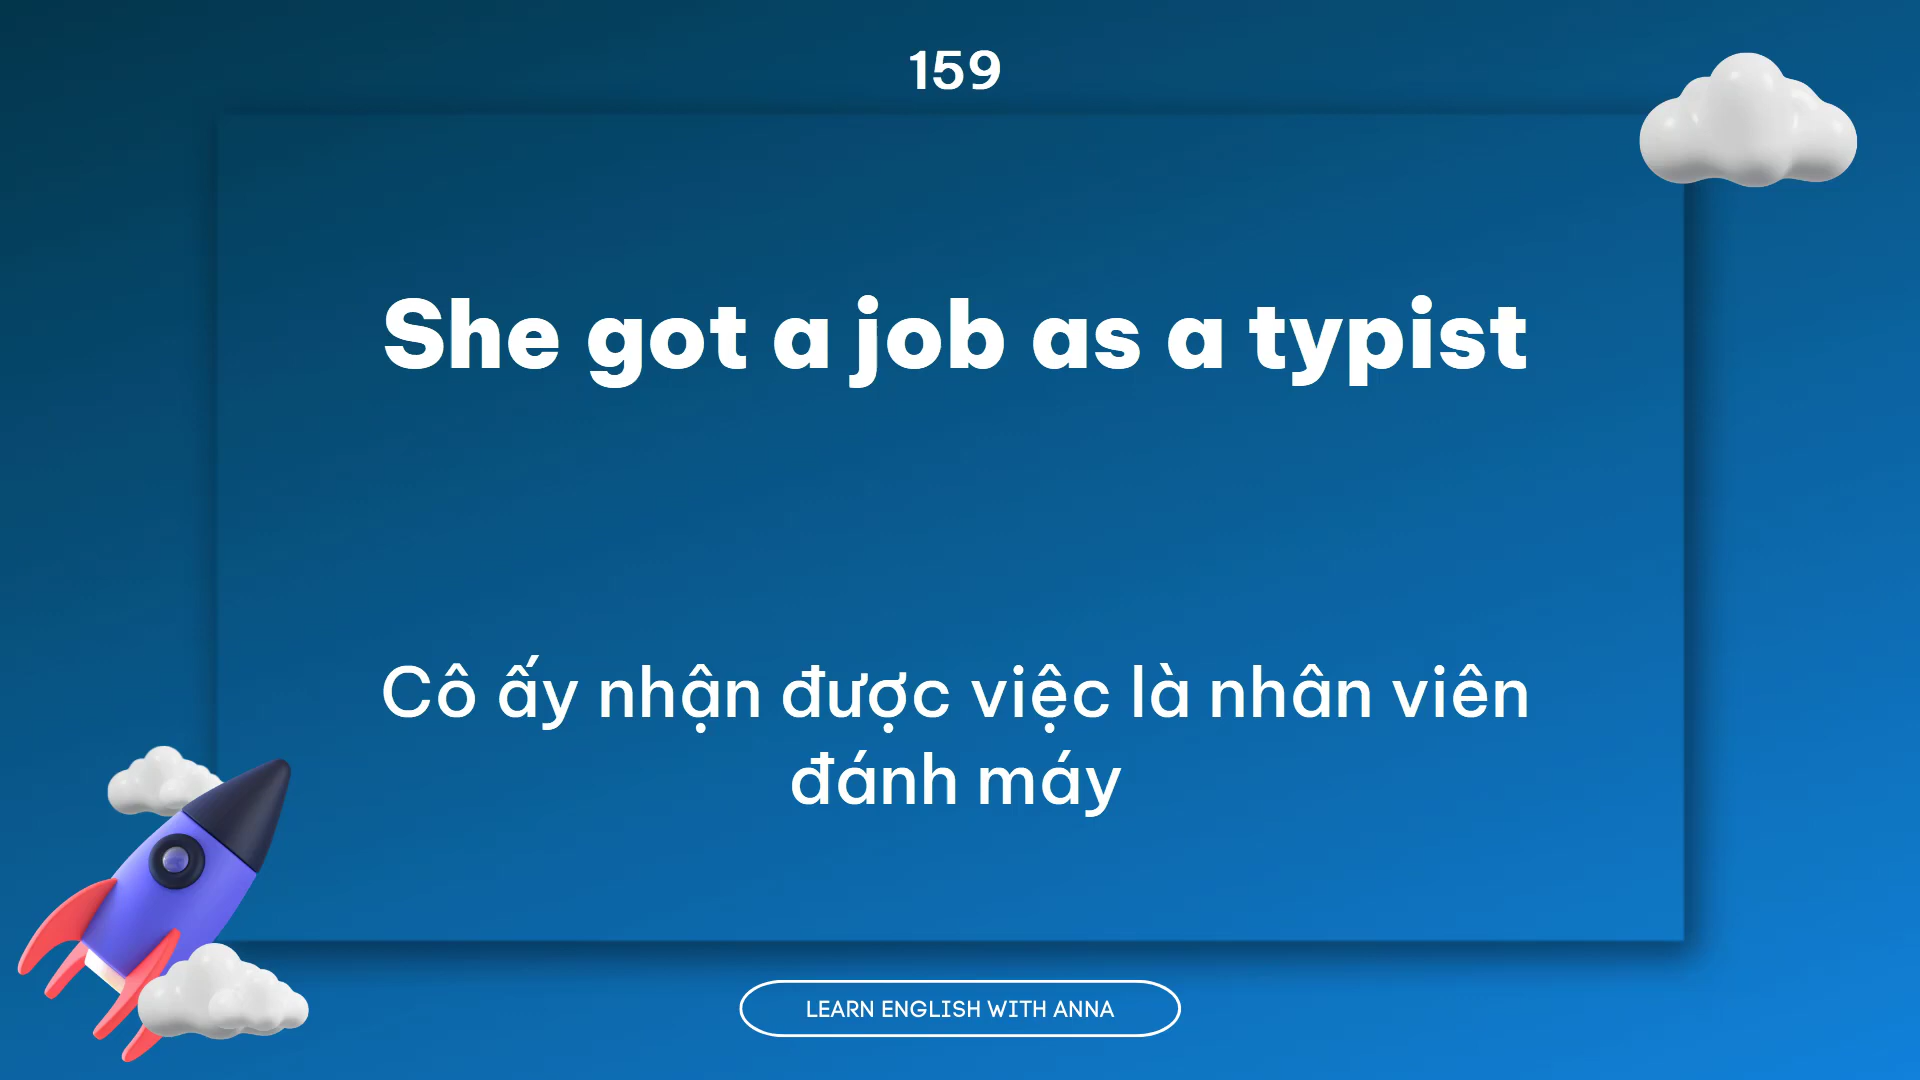 159
She got a job as a typist
Cô ấy nhận được việc là nhân viên
đánh máy
LEARN ENGLISH WITH ANNA